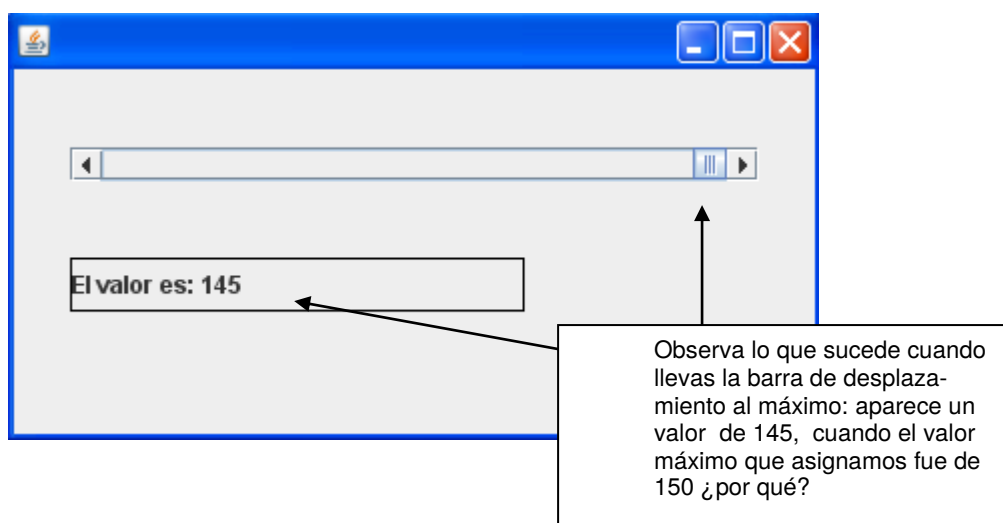 El valor es: 145
Observa lo que sucede cuando
llevas la barra de desplaza-
miento al máximo: aparece un
valor de 145, cuando el valor
máximo que asignamos fue de
150 ¿por qué?